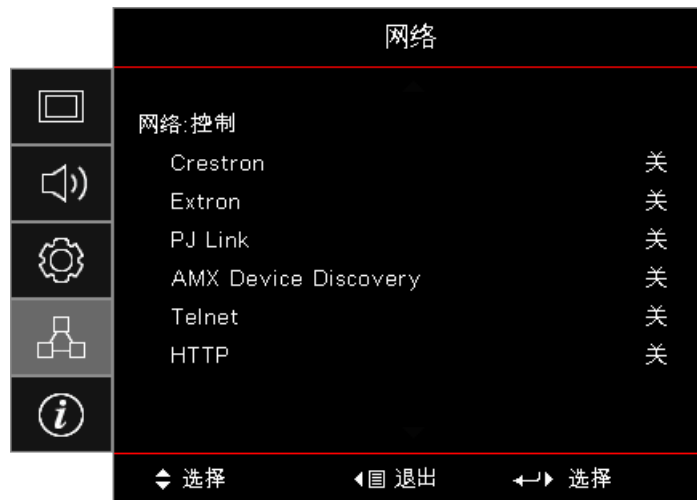 网络
网络:控制
Crestron 关
Extron 关
PJ Link 关
AMX Device Discovery 关
Telnet 关
HTTP 关
选择 退出 选择